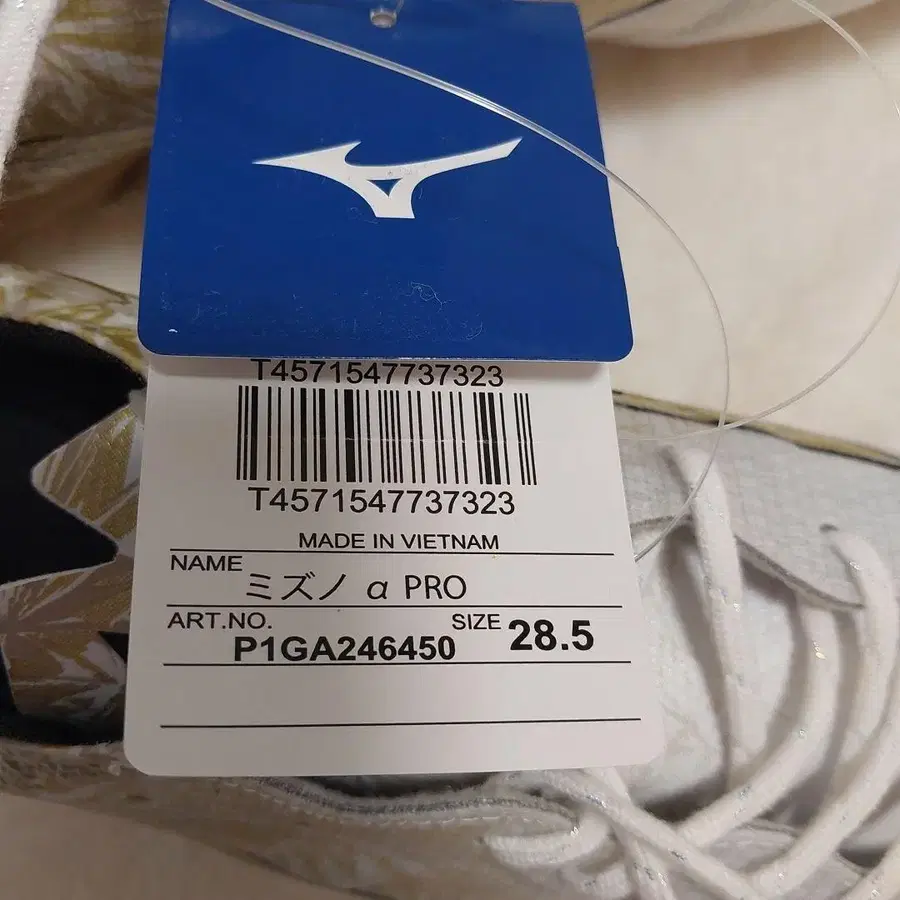 T4571547737323
T4571547737323
MADE IN VIETNAM
NAME
ミズノ α PRO
ART.NO.
P1GA246450
SIZE 28.5